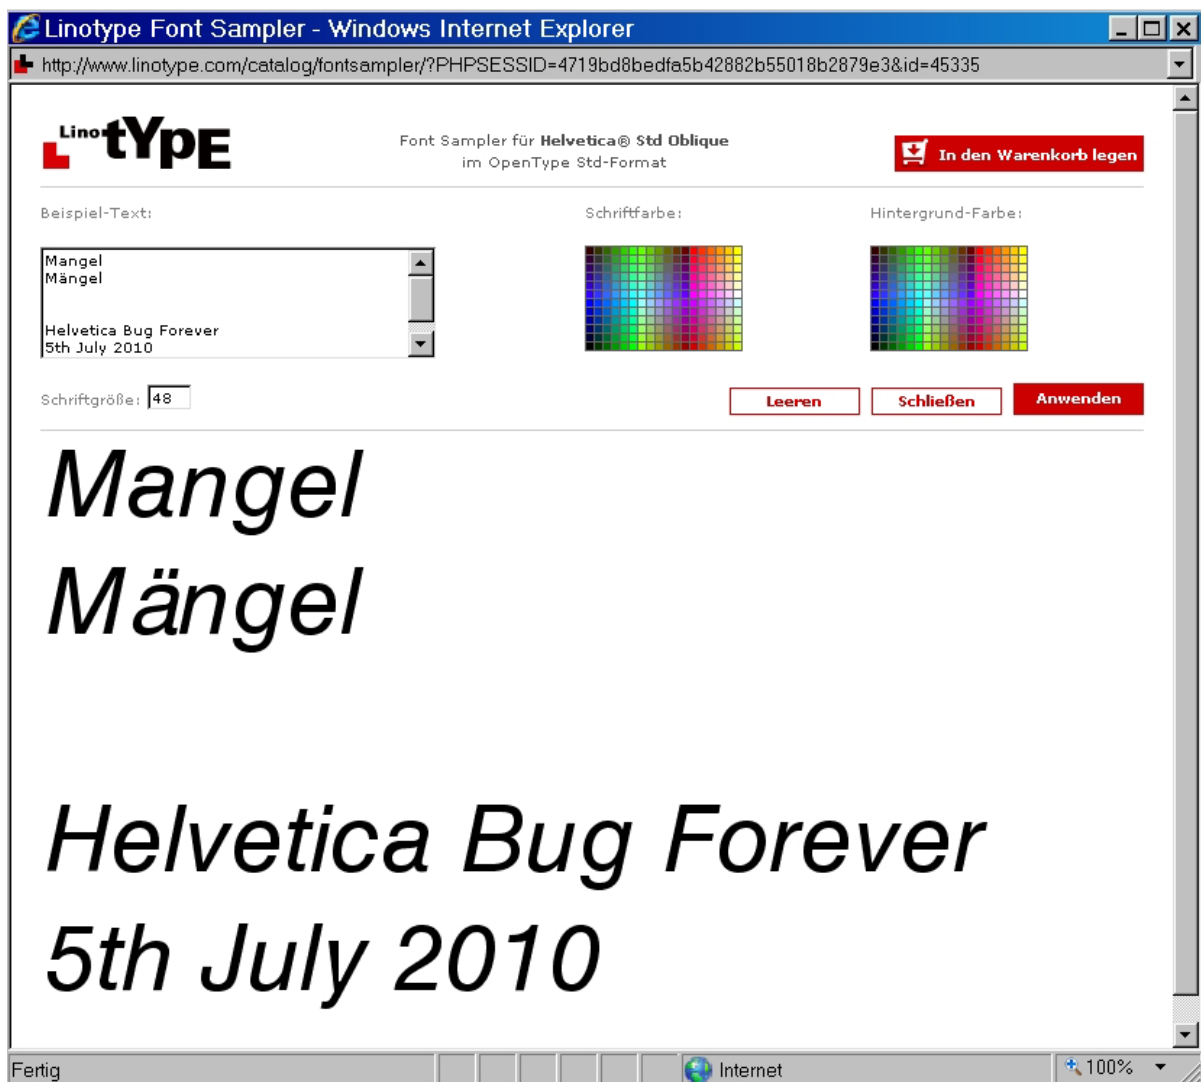 Linotype Font Sampler - Windows Internet Explorer
http://www.linotype.com/catalog/fontsampler/?PHPSESSID=4719bd8bedfa5b42882b55018b2879e3&id=45335
Linotype
Font Sampler für Helvetica® Std Oblique
im OpenType Std-Format
In den Warenkorb legen
Beispiel-Text:
Schriftfarbe:
Hintergrund-Farbe:
Mangel
Mängel
Helvetica Bug Forever
5th July 2010
Schriftgröße: 48
Leeren
Schließen
Anwenden
Mangel
Mängel
Helvetica Bug Forever
5th July 2010
Fertig
Internet
100%